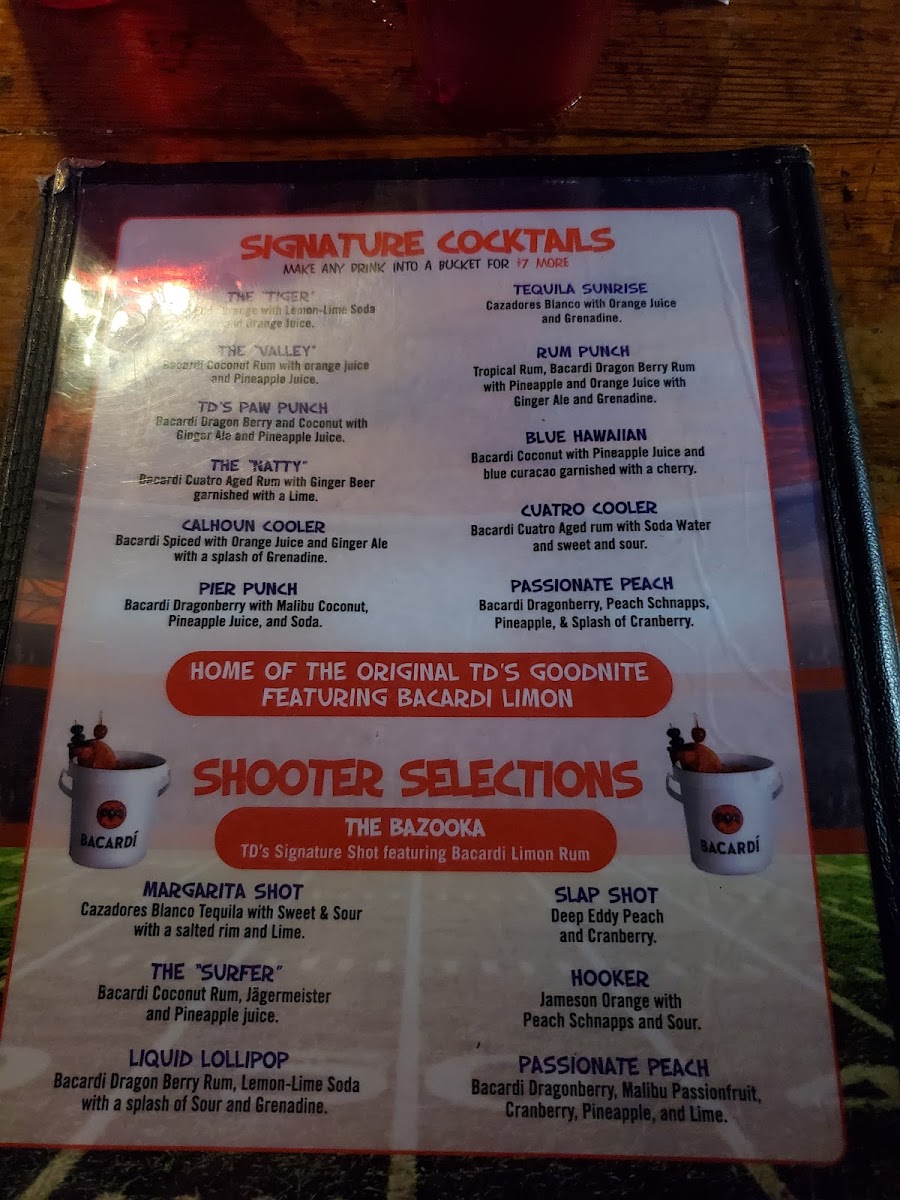 SIGNATURE COCKTAILS
MAKE ANY DRINK INTO A BUCKET FOR $7 MORE
THE "TIGER"
Orange with Lemon-Lime Soda
and Orange Juice.
THE "VALLEY"
Bacardi Coconut Rum with orange juice
and Pineapple Juice.
TD'S PAW PUNCH
Bacardi Dragon Berry and Coconut with
Ginger Ale and Pineapple Juice.
THE "NATTY"
Bacardi Cuatro Aged Rum with Ginger Beer
garnished with a Lime.
CALHOUN COOLER
Bacardi Spiced with Orange Juice and Ginger Ale
with a splash of Grenadine.
PIER PUNCH
Bacardi Dragonberry with Malibu Coconut,
Pineapple Juice, and Soda.
TEQUILA SUNRISE
Cazadores Blanco with Orange Juice
and Grenadine.
RUM PUNCH
Tropical Rum, Bacardi Dragon Berry Rum
with Pineapple and Orange Juice with
Ginger Ale and Grenadine.
BLUE HAWAIIAN
Bacardi Coconut with Pineapple Juice and
blue curacao garnished with a cherry.
CUATRO COOLER
Bacardi Cuatro Aged rum with Soda Water
and sweet and sour.
PASSIONATE PEACH
Bacardi Dragonberry, Peach Schnapps,
Pineapple, & Splash of Cranberry.
HOME OF THE ORIGINAL TD'S GOODNITE
FEATURING BACARDI LIMON
SHOOTER SELECTIONS
BACARDÍ
BACARDÍ
THE BAZOOKA
TD's Signature Shot featuring Bacardi Limon Rum
MARGARITA SHOT
Cazadores Blanco Tequila with Sweet & Sour
with a salted rim and Lime.
THE "SURFER"
Bacardi Coconut Rum, Jägermeister
and Pineapple juice.
LIQUID LOLLIPOP
Bacardi Dragon Berry Rum, Lemon-Lime Soda
with a splash of Sour and Grenadine.
SLAP SHOT
Deep Eddy Peach
and Cranberry.
HOOKER
Jameson Orange with
Peach Schnapps and Sour.
PASSIONATE PEACH
Bacardi Dragonberry, Malibu Passionfruit,
Cranberry, Pineapple, and Lime.